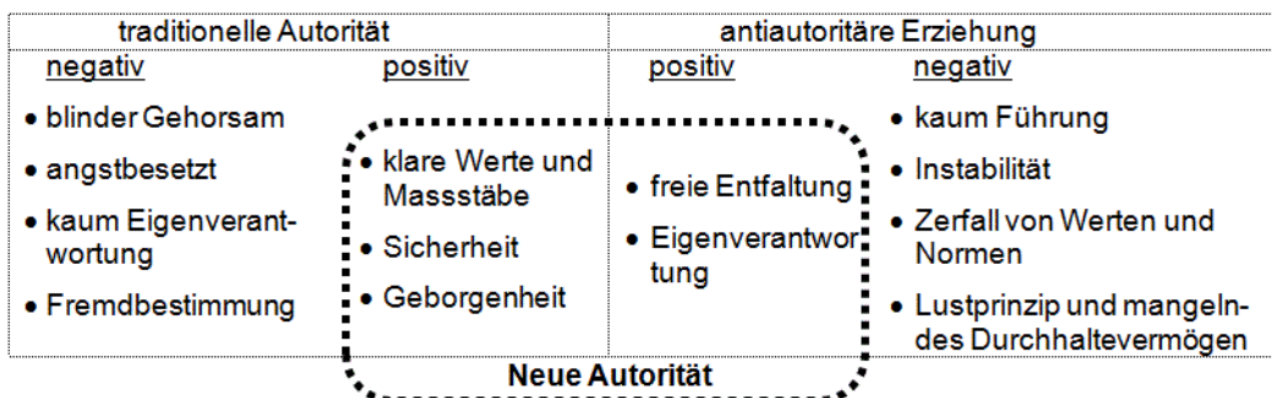 traditionelle Autorität
antiautoritäre Erziehung
negativ
• blinder Gehorsam
• angstbesetzt
• kaum Eigenverant-
wortung
• Fremdbestimmung
positiv
• klare Werte und
Massstäbe
• Sicherheit
• Geborgenheit
positiv
• freie Entfaltung
• Eigenverantwor
tung
negativ
• kaum Führung
• Instabilität
• Zerfall von Werten und
Normen
• Lustprinzip und mangeln-
des Durchhaltevermögen
Neue Autorität